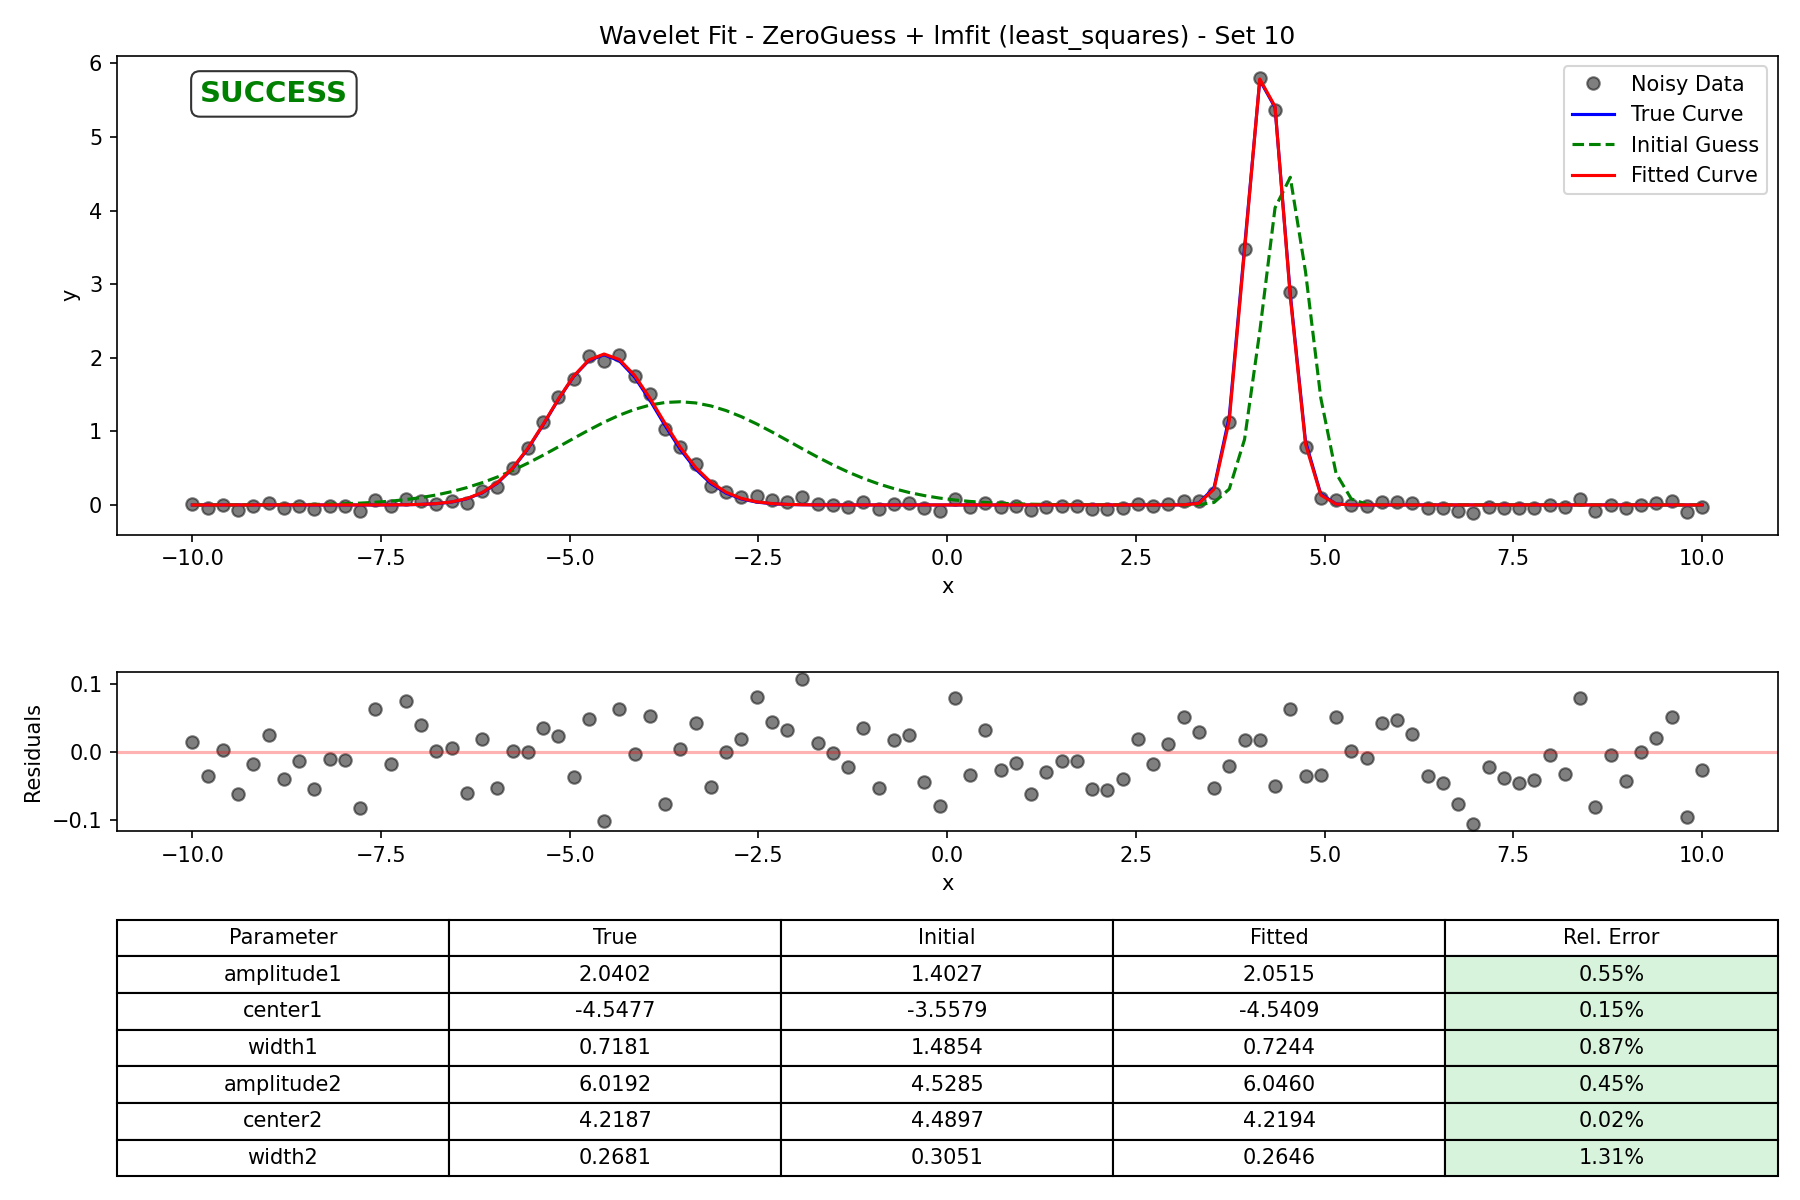 Wavelet Fit - ZeroGuess + lmfit (least_squares) - Set 10
SUCCESS
Noisy Data
True Curve
Initial Guess
Fitted Curve
6
5
4
3
2
1
0
y
−10.0 −7.5 −5.0 −2.5 0.0 2.5 5.0 7.5 10.0
x
0.1
0.0
−0.1
Residuals
−10.0 −7.5 −5.0 −2.5 0.0 2.5 5.0 7.5 10.0
x
Parameter True Initial Fitted Rel. Error
amplitude1 2.0402 1.4027 2.0515 0.55%
center1 -4.5477 -3.5579 -4.5409 0.15%
width1 0.7181 1.4854 0.7244 0.87%
amplitude2 6.0192 4.5285 6.0460 0.45%
center2 4.2187 4.4897 4.2194 0.02%
width2 0.2681 0.3051 0.2646 1.31%